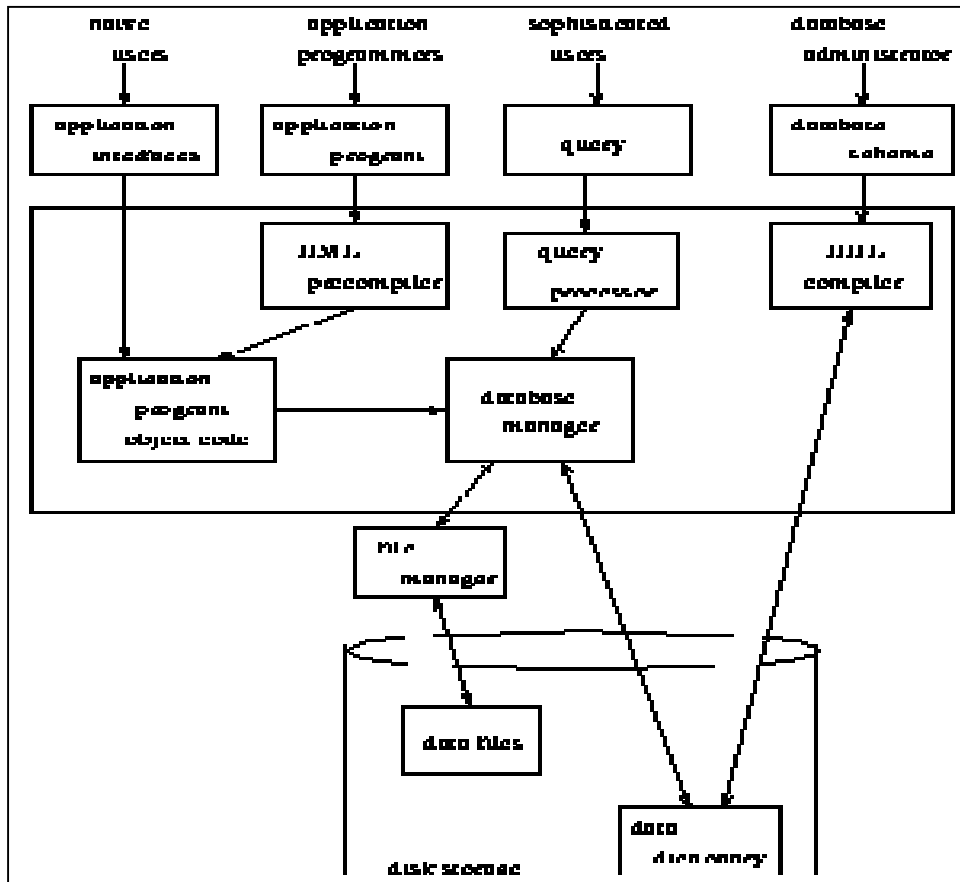 naive
users
application
programmers
sophisticated
users
database
administrator
application
interfaces
application
program
query
database
schema
DML
precompiler
query
processor
DDL
compiler
application
program
object code
database
manager
file
manager
data files
data
dictionary
disk storage